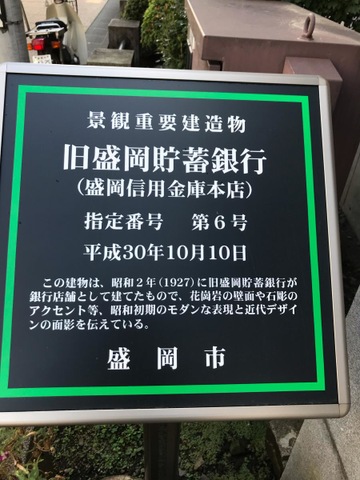 景観重要建造物
旧盛岡貯蓄銀行
(盛岡信用金庫本店)
指定番号　第6号
平成30年10月10日
この建物は、昭和2年(1927)に旧盛岡貯蓄銀行が
銀行店舗として建てたもので、花崗岩の壁面や石彫の
アクセント等、昭和初期のモダンな表現と近代デザイ
ンの面影を伝えている。
盛岡市